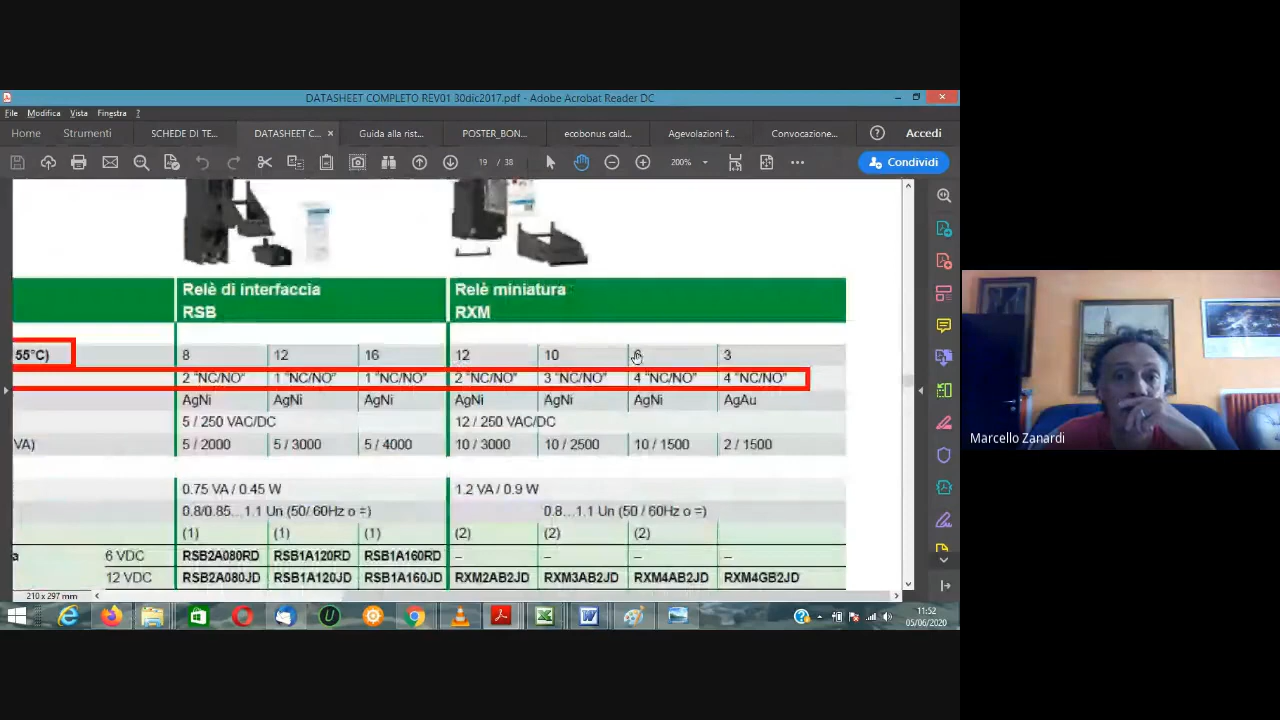 DATASHEET COMPLETO REV01 30dic2017.pdf - Adobe Acrobat Reader DC
File Modifica Vista Finestra ?
Home Strumenti SCHEDE DI TE... DATASHEET C... × Guida alla rist... POSTER_BON... ecobonus cald... Agevolazioni f... Convocazione... Accedi
19 / 38 200% Condividi
Relè di interfaccia Relè miniatura
RSB RXM
55°C) 8 12 16 12 10 6 3
2 "NC/NO" 1 "NC/NO" 1 "NC/NO" 2 "NC/NO" 3 "NC/NO" 4 "NC/NO" 4 "NC/NO"
AgNi AgNi AgNi AgNi AgNi AgNi AgAu
5 / 250 VAC/DC 12 / 250 VAC/DC
VA) 5 / 2000 5 / 3000 5 / 4000 10 / 3000 10 / 2500 10 / 1500 2 / 1500
0.75 VA / 0.45 W 1.2 VA / 0.9 W
0.8/0.85...1.1 Un (50/ 60Hz o =) 0.8...1.1 Un (50 / 60Hz o =)
(1) (1) (1) (2) (2) (2)
a 6 VDC RSB2A080RD RSB1A120RD RSB1A160RD – – – –
12 VDC RSB2A080JD RSB1A120JD RSB1A160JD RXM2AB2JD RXM3AB2JD RXM4AB2JD RXM4GB2JD
210 x 297 mm
11:52
05/06/2020
Marcello Zanardi